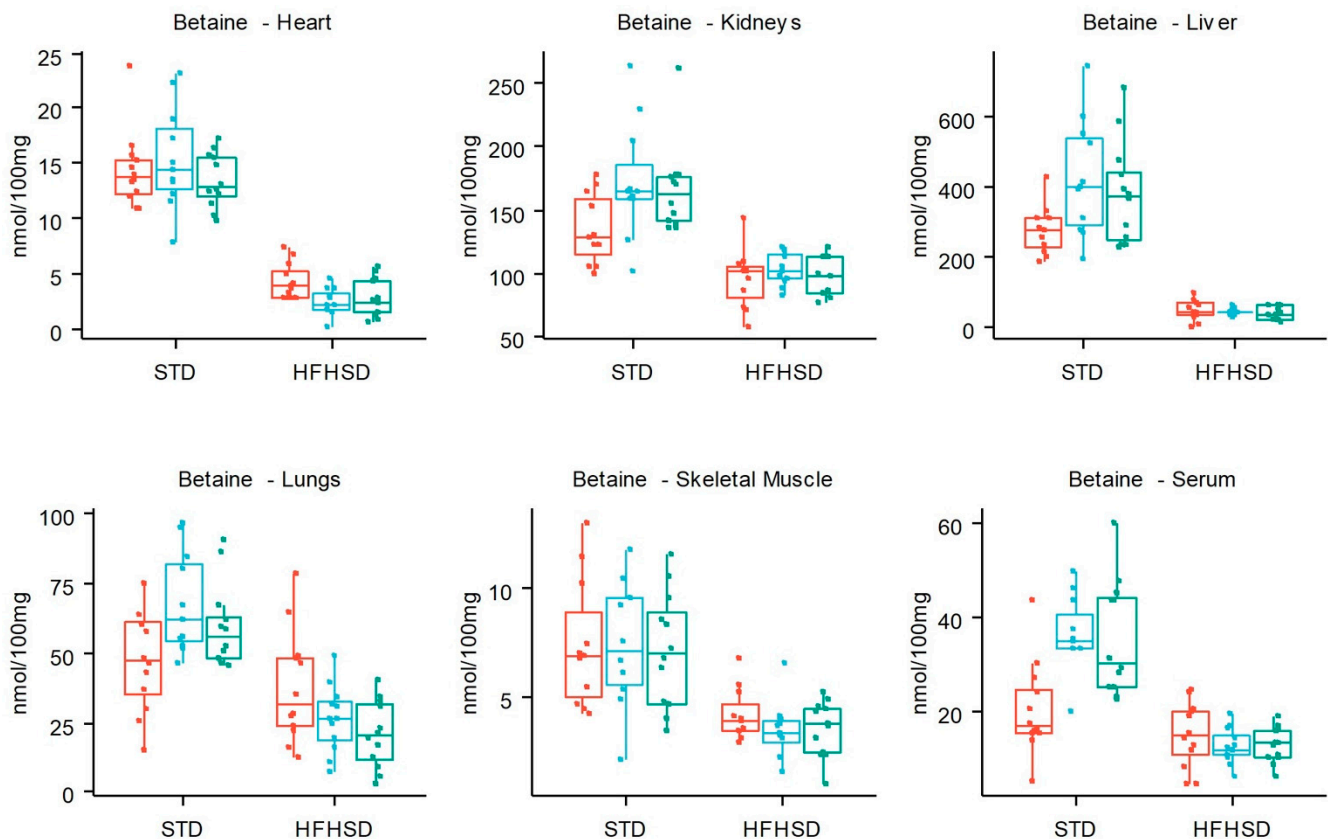 Betaine - Heart
nmol/100mg
25
20
15
10
5
0
STD HFHSD
Betaine - Kidneys
nmol/100mg
250
200
150
100
50
STD HFHSD
Betaine - Liver
nmol/100mg
600
400
200
0
STD HFHSD
Betaine - Lungs
nmol/100mg
100
75
50
25
0
STD HFHSD
Betaine - Skeletal Muscle
nmol/100mg
10
5
STD HFHSD
Betaine - Serum
nmol/100mg
60
40
20
STD HFHSD